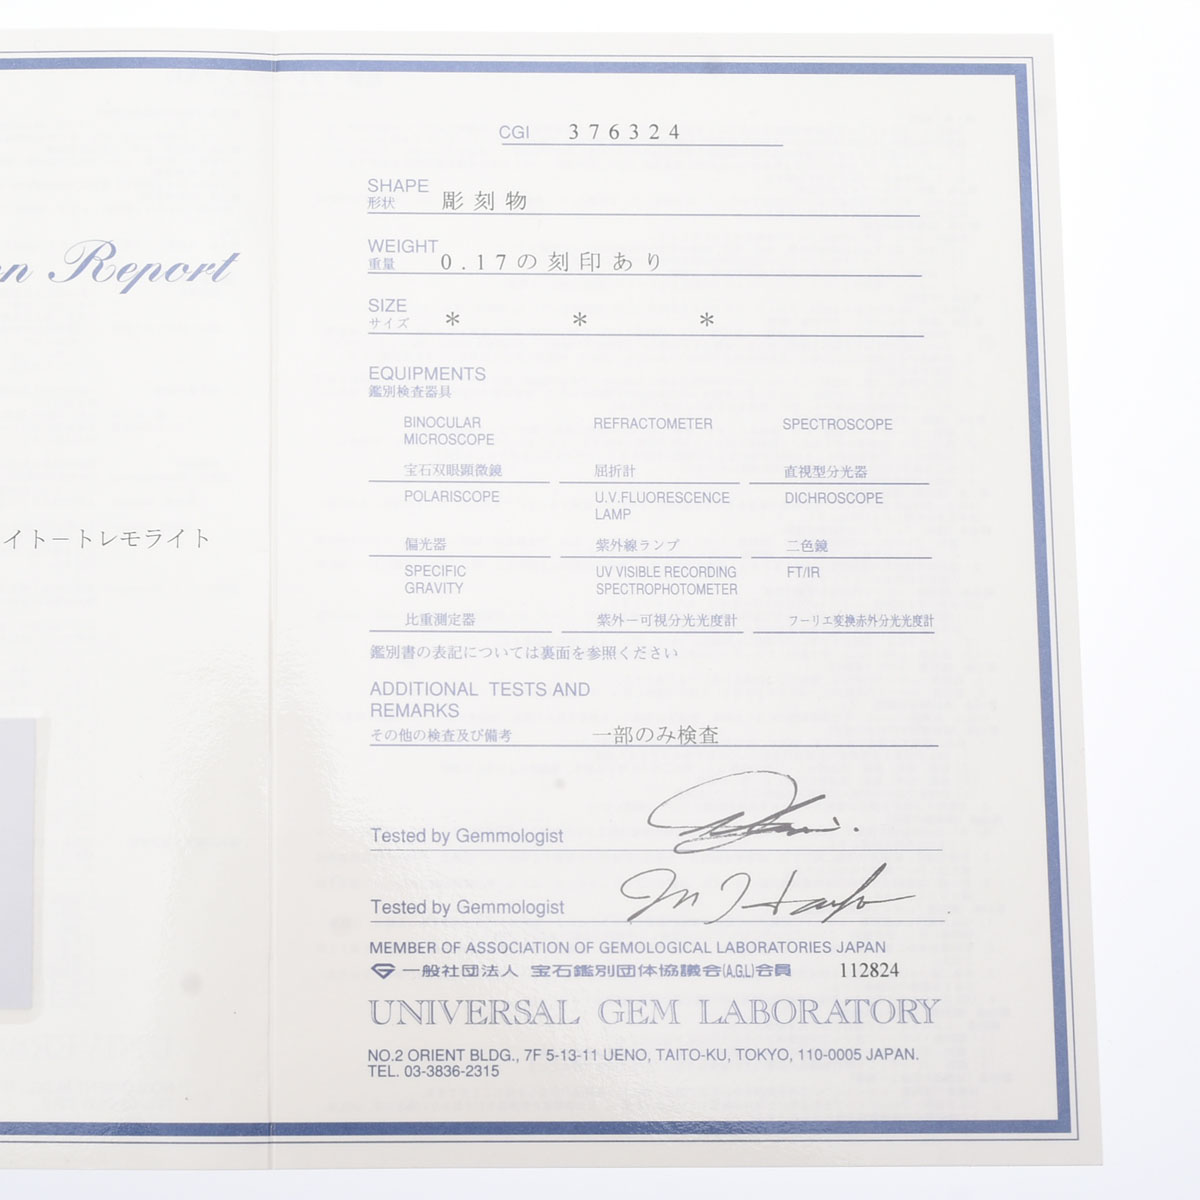 Report
イトートレモライト
CGI 376324
SHAPE
形状 彫刻物
WEIGHT
重量 0.17の刻印あり
SIZE
サイズ * * *
EQUIPMENTS
鑑別検査器具
BINOCULAR MICROSCOPE REFRACTOMETER SPECTROSCOPE
宝石双眼顕微鏡 屈折計 直視型分光器
POLARISCOPE U.V.FLUORESCENCE LAMP DICHROSCOPE
偏光器 紫外線ランプ 二色鏡
SPECIFIC GRAVITY UV VISIBLE RECORDING SPECTROPHOTOMETER FT/IR
比重測定器 紫外ー可視分光光度計 フーリエ変換赤外分光光度計
鑑別書の表記については裏面を参照ください
ADDITIONAL TESTS AND
REMARKS
その他の検査及び備考 一部のみ検査
Tested by Gemmologist
Tested by Gemmologist
MEMBER OF ASSOCIATION OF GEMOLOGICAL LABORATORIES JAPAN
一般社団法人 宝石鑑別団体協議会(A.G.L)会員 112824
UNIVERSAL GEM LABORATORY
NO.2 ORIENT BLDG., 7F 5-13-11 UENO, TAITO-KU, TOKYO, 110-0005 JAPAN.
TEL. 03-3836-2315